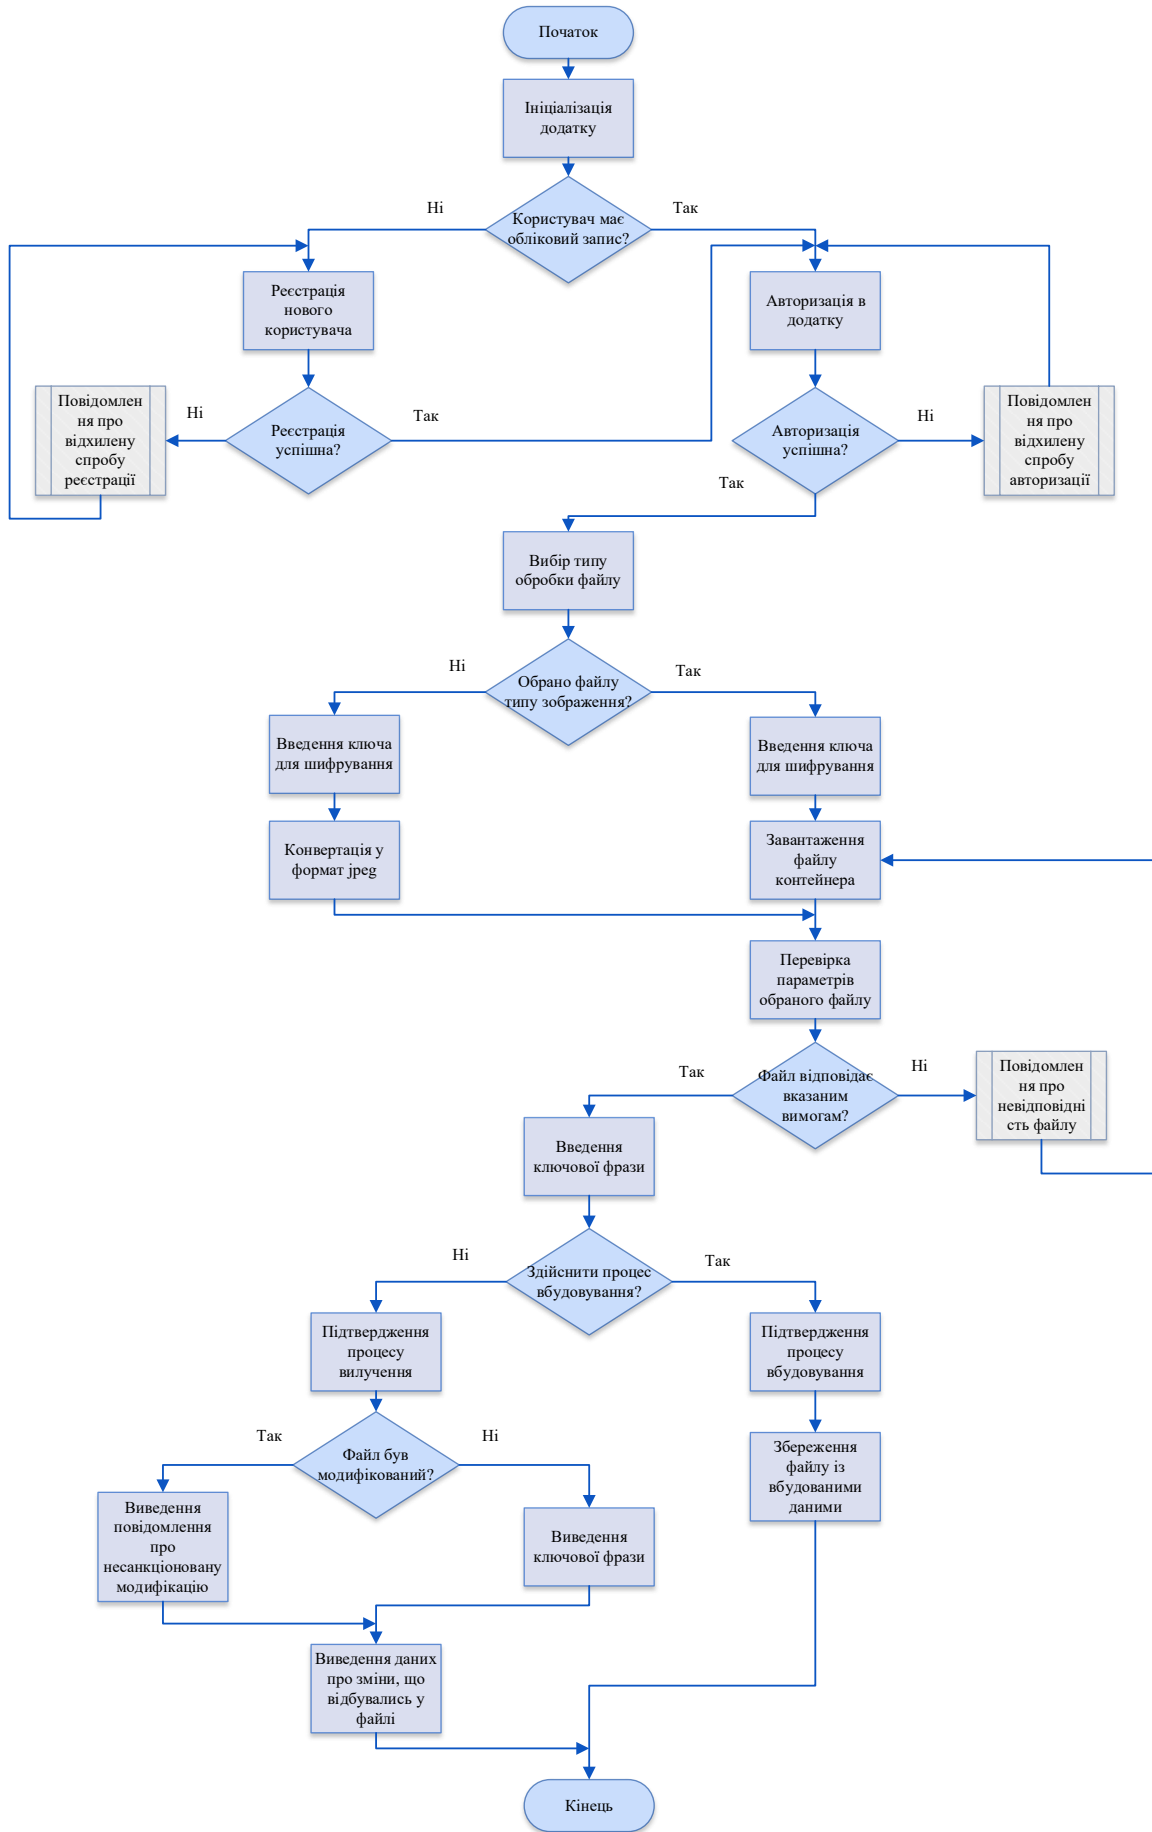 Початок
Ініціалізація
додатку
Ні
Так
Користувач має
обліковий запис?
Реєстрація
нового
користувача
Авторизація в
додатку
Повідомлен
ня про
відхилену
спробу
реєстрації
Ні
Реєстрація
успішна?
Так
Авторизація
успішна?
Ні
Повідомлен
ня про
відхилену
спробу
авторизації
Так
Вибір типу
обробки файлу
Ні
Так
Обрано файлу
типу зображення?
Введення ключа
для шифрування
Введення ключа
для шифрування
Конвертація у
формат jpeg
Завантаження
файлу
контейнера
Перевірка
параметрів
обраного файлу
Так
Файл відповідає
вказаним
вимогам?
Ні
Повідомлен
ня про
невідповідні
сть файлу
Введення
ключової фрази
Ні
Так
Здійснити процес
вбудовування?
Підтвердження
процесу
вилучення
Підтвердження
процесу
вбудовування
Так
Ні
Файл був
модифікований?
Збереження
файлу із
вбудованими
даними
Виведення
повідомлення
про
несанкціоновану
модифікацію
Виведення
ключової фрази
Виведення даних
про зміни, що
відбувались у
файлі
Кінець